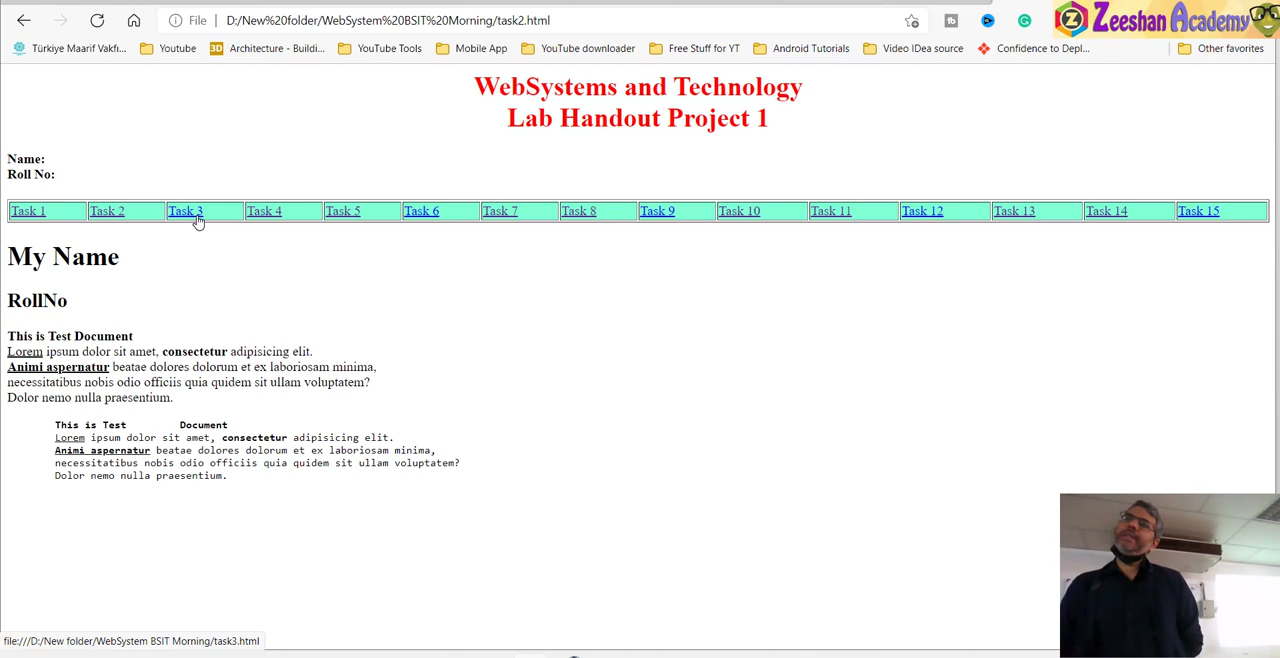 File D:/New%20folder/WebSystem%20BSIT%20Morning/task2.html
Zeeshan Academy
Türkiye Maarif Vakfı... Youtube 3D Architecture - Buildi... YouTube Tools Mobile App YouTube downloader Free Stuff for YT Android Tutorials Video IDea source Confidence to Depl... Other favorites
WebSystems and Technology
Lab Handout Project 1
Name:
Roll No:
Task 1 Task 2 Task 3 Task 4 Task 5 Task 6 Task 7 Task 8 Task 9 Task 10 Task 11 Task 12 Task 13 Task 14 Task 15
My Name
RollNo
This is Test Document
Lorem ipsum dolor sit amet, consectetur adipisicing elit.
Animi aspernatur beatae dolores dolorum et ex laboriosam minima,
necessitatibus nobis odio officiis quia quidem sit ullam voluptatem?
Dolor nemo nulla praesentium.
This is Test Document
Lorem ipsum dolor sit amet, consectetur adipisicing elit.
Animi aspernatur beatae dolores dolorum et ex laboriosam minima,
necessitatibus nobis odio officiis quia quidem sit ullam voluptatem?
Dolor nemo nulla praesentium.
file:///D:/New folder/WebSystem BSIT Morning/task3.html